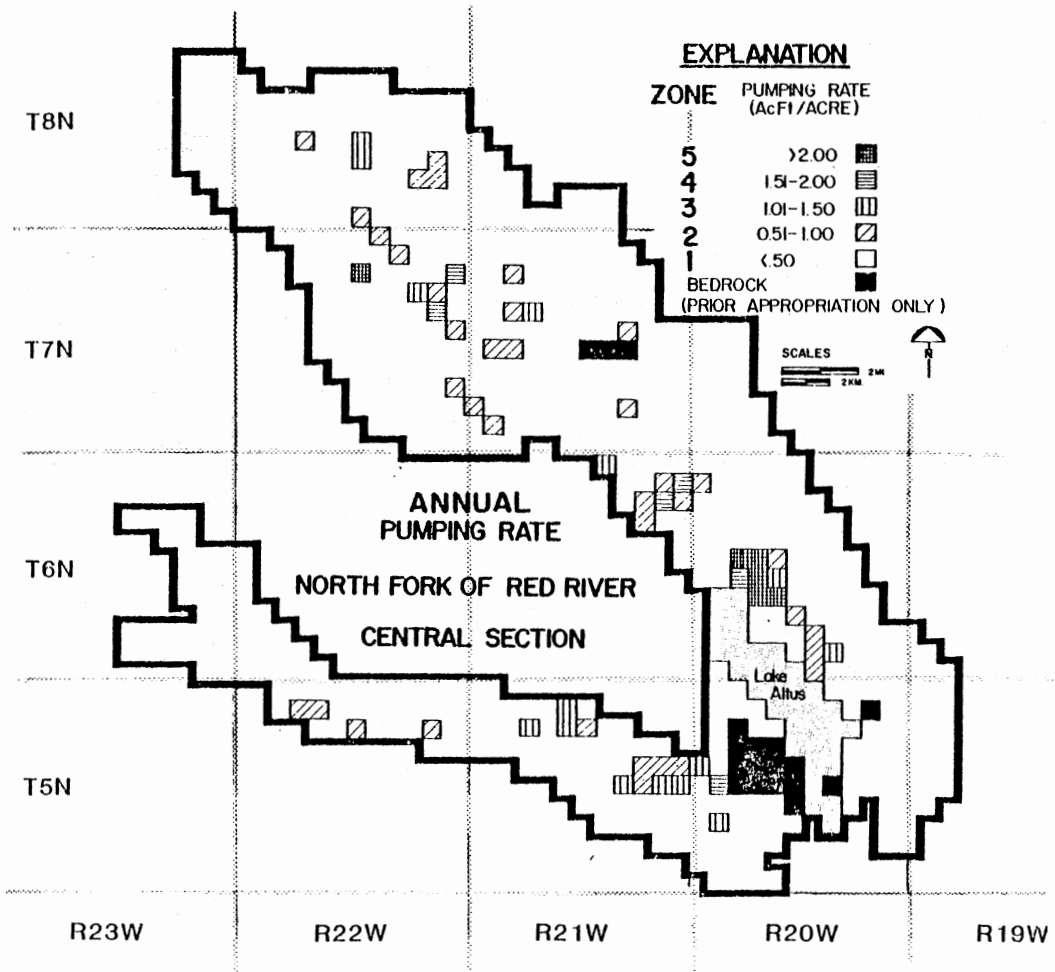 EXPLANATION
ZONE PUMPING RATE
(AcFt/ACRE)
5 >2.00
4 1.51-2.00
3 1.01-1.50
2 0.51-1.00
1 <.50
BEDROCK
(PRIOR APPROPRIATION ONLY)
SCALES
2 MI
2 KM
N
T8N
T7N
T6N
T5N
ANNUAL
PUMPING RATE
NORTH FORK OF RED RIVER
CENTRAL SECTION
Lake
Altus
R23W R22W R21W R20W R19W